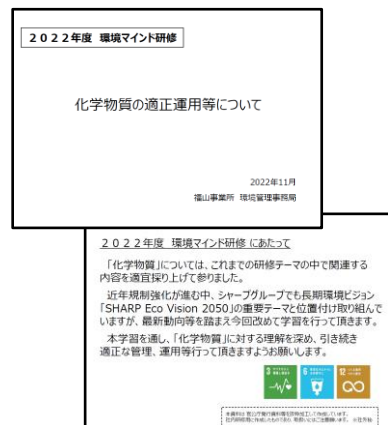 2022年度 環境マインド研修
化学物質の適正運用等について
2022年11月
福山事業所 環境管理事務局
2022年度 環境マインド研修 にあたって
「化学物質」については、これまでの研修テーマの中で関連する
内容を適宜採り上げて参りました。
近年規制強化が進む中、シャープグループでも長期環境ビジョン
「SHARP Eco Vision 2050」の重要テーマと位置付け取り組んで
いますが、最新動向等を踏まえ今回改めて学習を行って頂きます。
本学習を通し、「化学物質」に対する理解を深め、引き続き
適正な管理、運用等行って頂きますようお願いします。
3
6
12